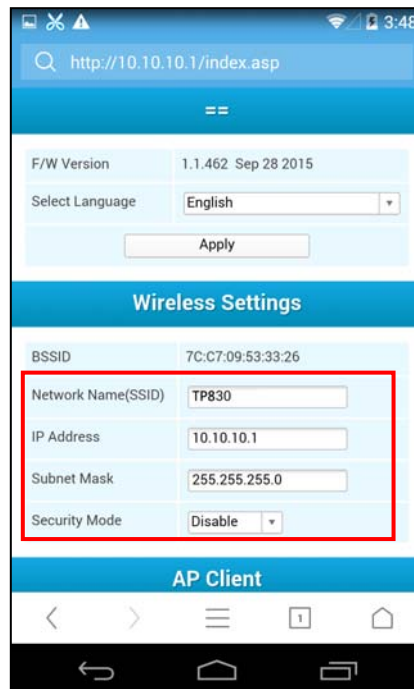 3:48
http://10.10.10.1/index.asp
==
F/W Version 1.1.462 Sep 28 2015
Select Language English
Apply
Wireless Settings
BSSID 7C:C7:09:53:33:26
Network Name(SSID) TP830
IP Address 10.10.10.1
Subnet Mask 255.255.255.0
Security Mode Disable
AP Client
1